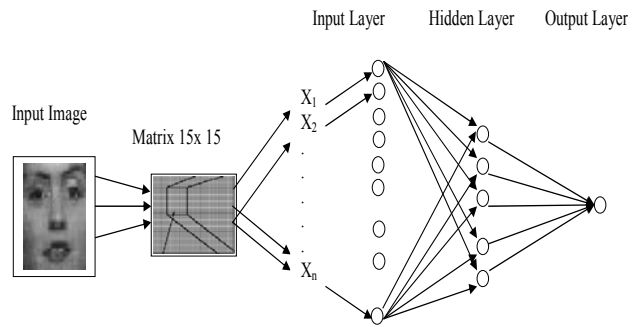 Input Layer Hidden Layer Output Layer
Input Image
Matrix 15x 15
X1
X2
.
.
.
.
Xn